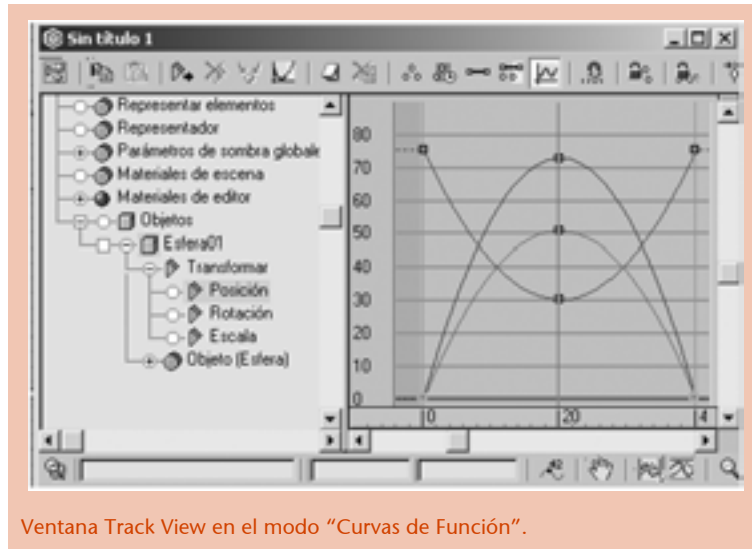 Sin título 1
Representar elementos
Representador
Parámetros de sombra globale
Materiales de escena
Materiales de editor
Objetos
Esfera01
Transformar
Posición
Rotación
Escala
Objeto (Esfera)
80
70
60
50
40
30
20
10
0
0 20 4
Ventana Track View en el modo “Curvas de Función”.